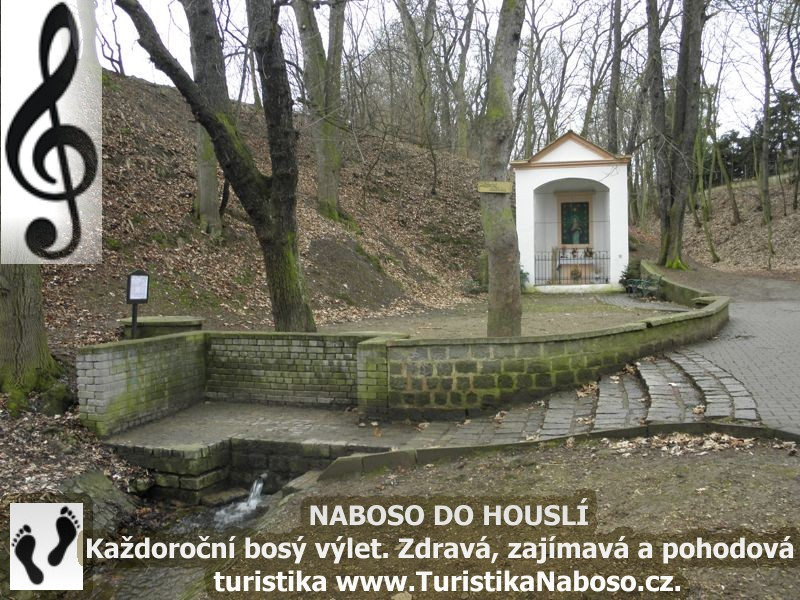 NABOSO DO HOUSLÍ
Každoroční bosý výlet. Zdravá, zajímavá a pohodová
turistika www.TuristikaNaboso.cz.